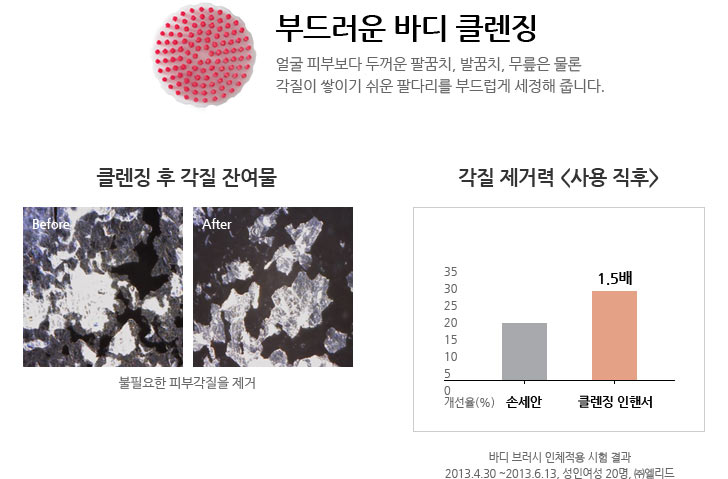 부드러운 바디 클렌징
얼굴 피부보다 두꺼운 팔꿈치, 발꿈치, 무릎은 물론
각질이 쌓이기 쉬운 팔다리를 부드럽게 세정해 줍니다.
클렌징 후 각질 잔여물
Before
After
불필요한 피부각질을 제거
각질 제거력 <사용 직후>
35
30
25
20
15
10
5
0
1.5배
개선율(%) 손세안 클렌징 인핸서
바디 브러시 인체적용 시험 결과
2013.4.30 ~2013.6.13, 성인여성 20명, ㈜엘리드